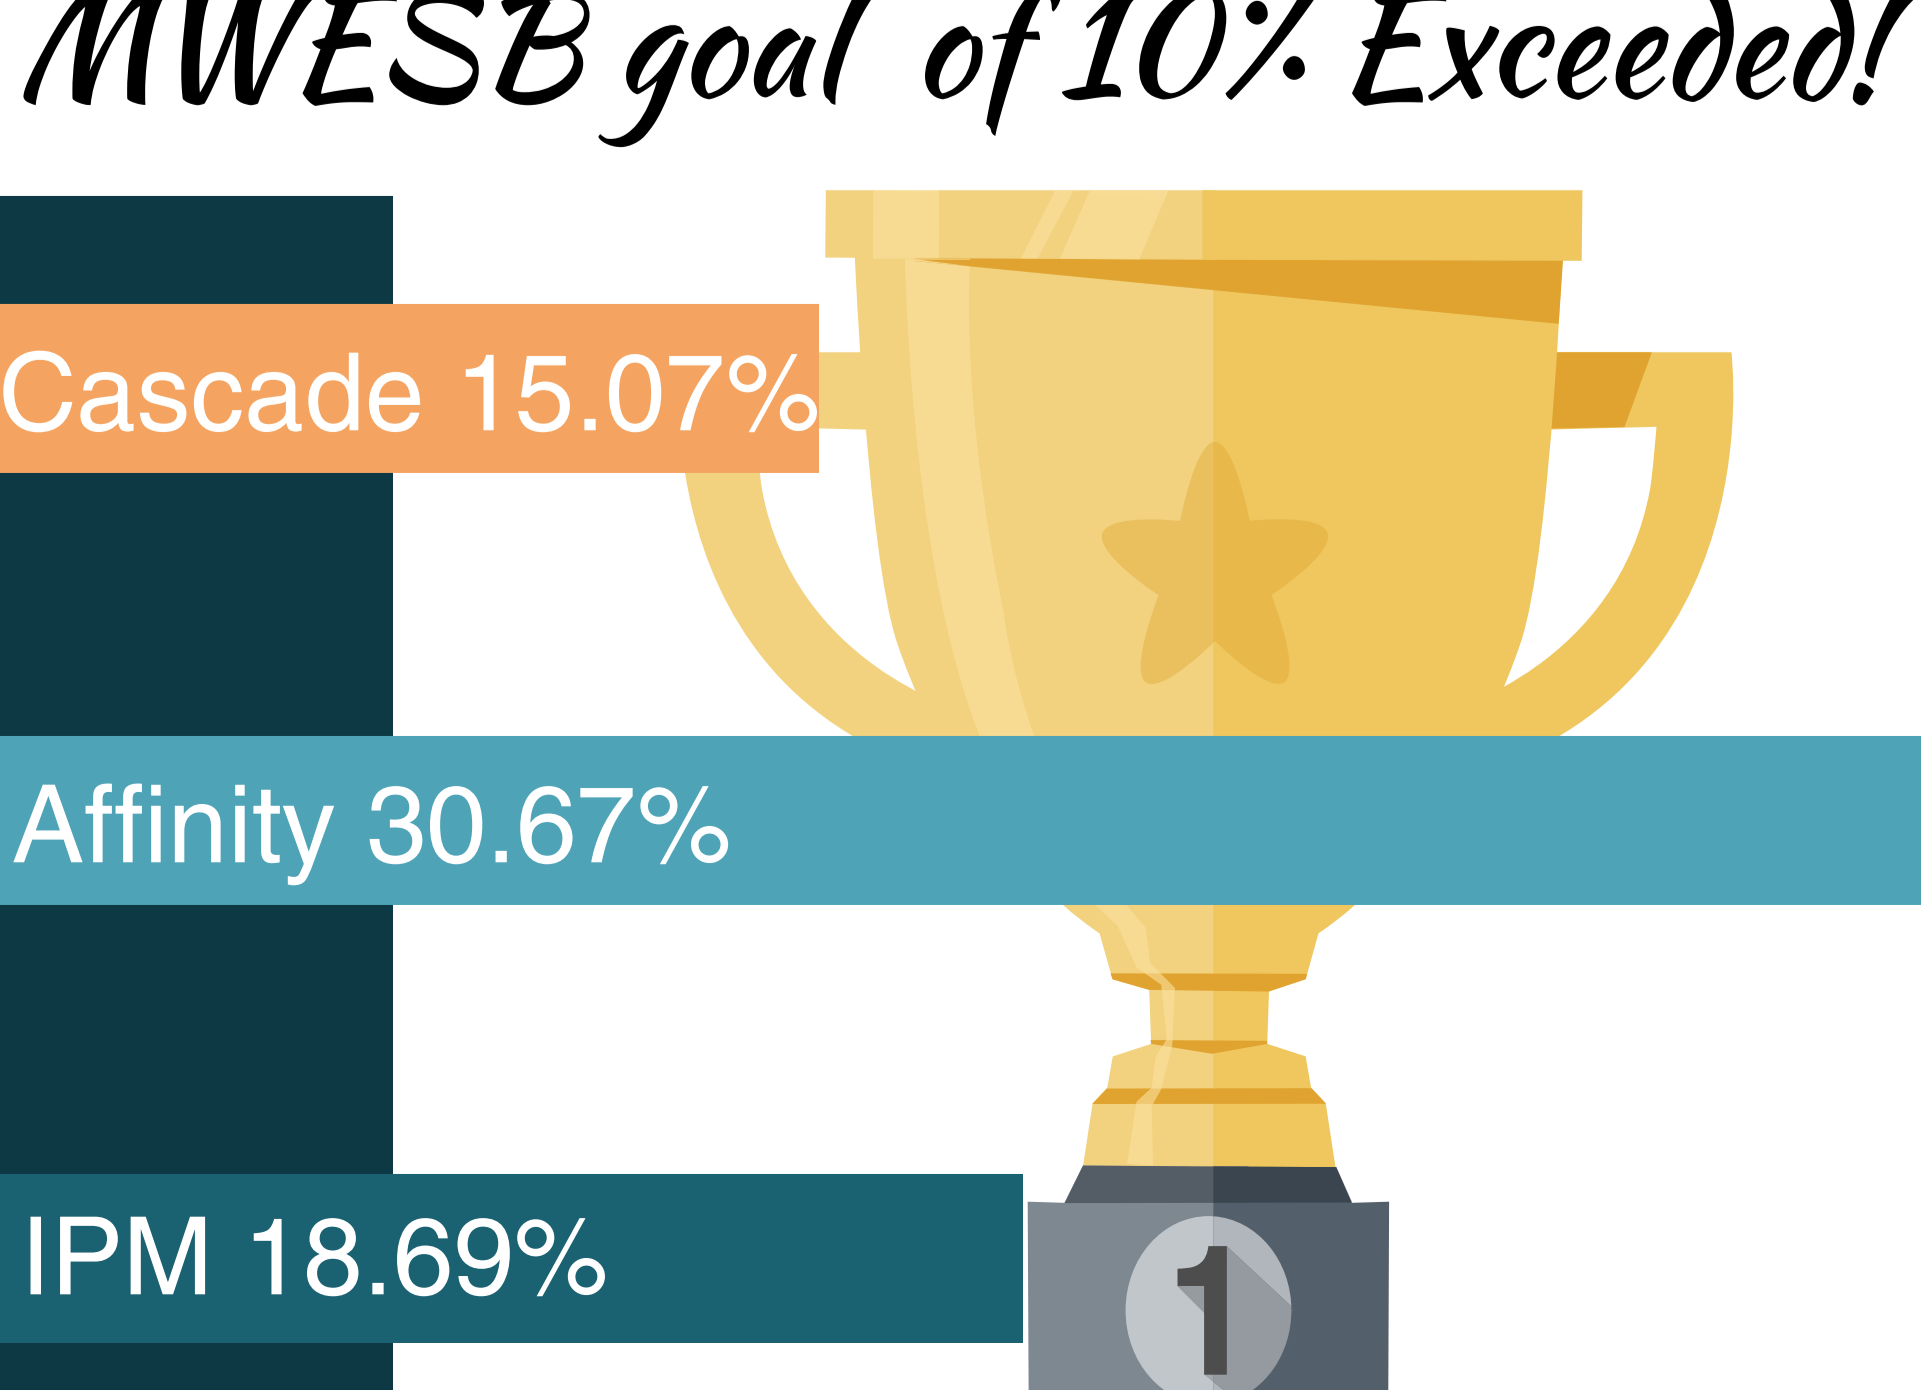 MWESB goal of 10% Exceeded!
Cascade 15.07%
Affinity 30.67%
IPM 18.69%
1